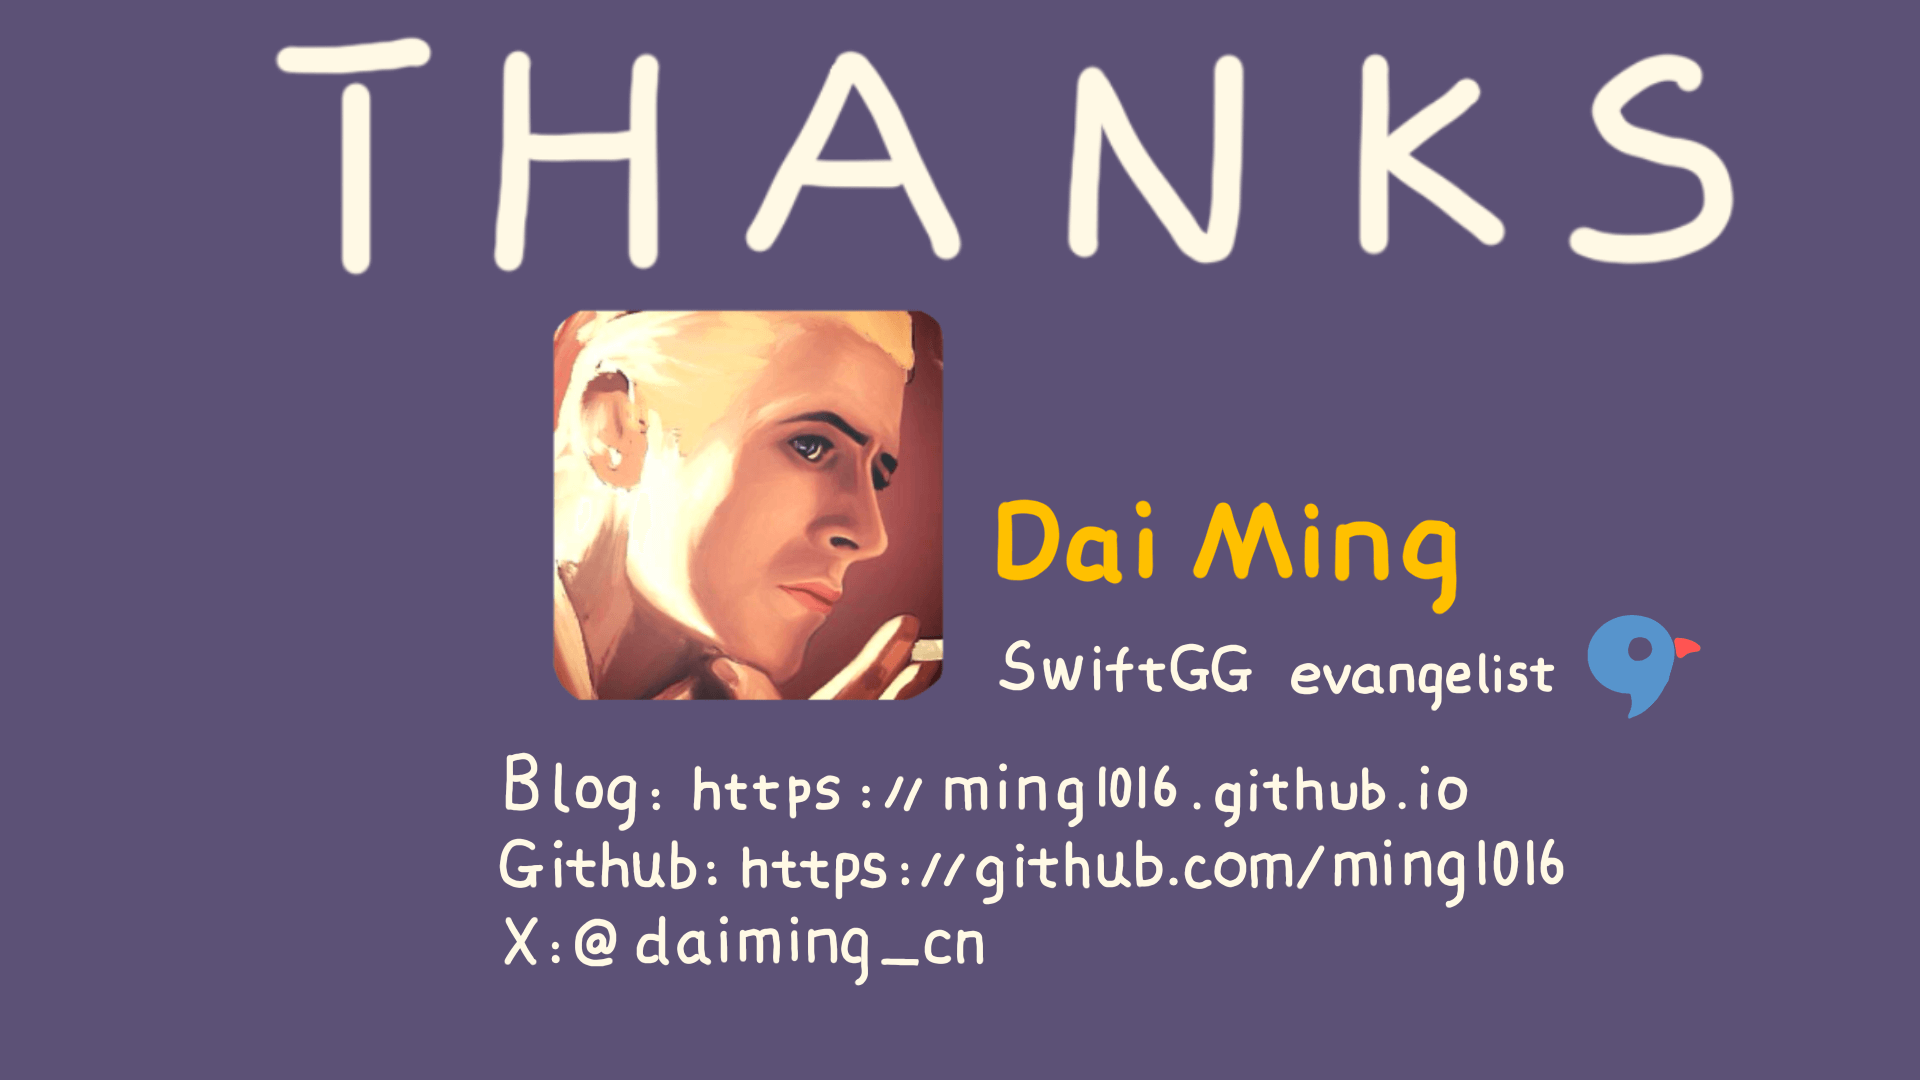 THANKS
Dai Ming
SwiftGG evangelist
Blog: https://ming1016.github.io
Github: https://github.com/ming1016
X:@daiming_cn